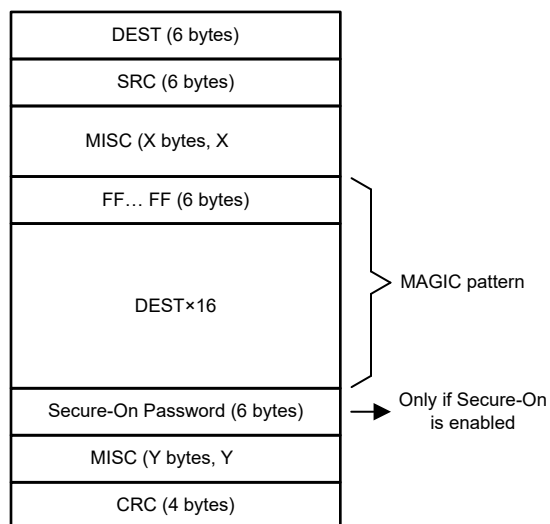 DEST (6 bytes)
SRC (6 bytes)
MISC (X bytes, X
FF… FF (6 bytes)
MAGIC pattern
DEST×16
Secure-On Password (6 bytes)
Only if Secure-On
is enabled
MISC (Y bytes, Y
CRC (4 bytes)